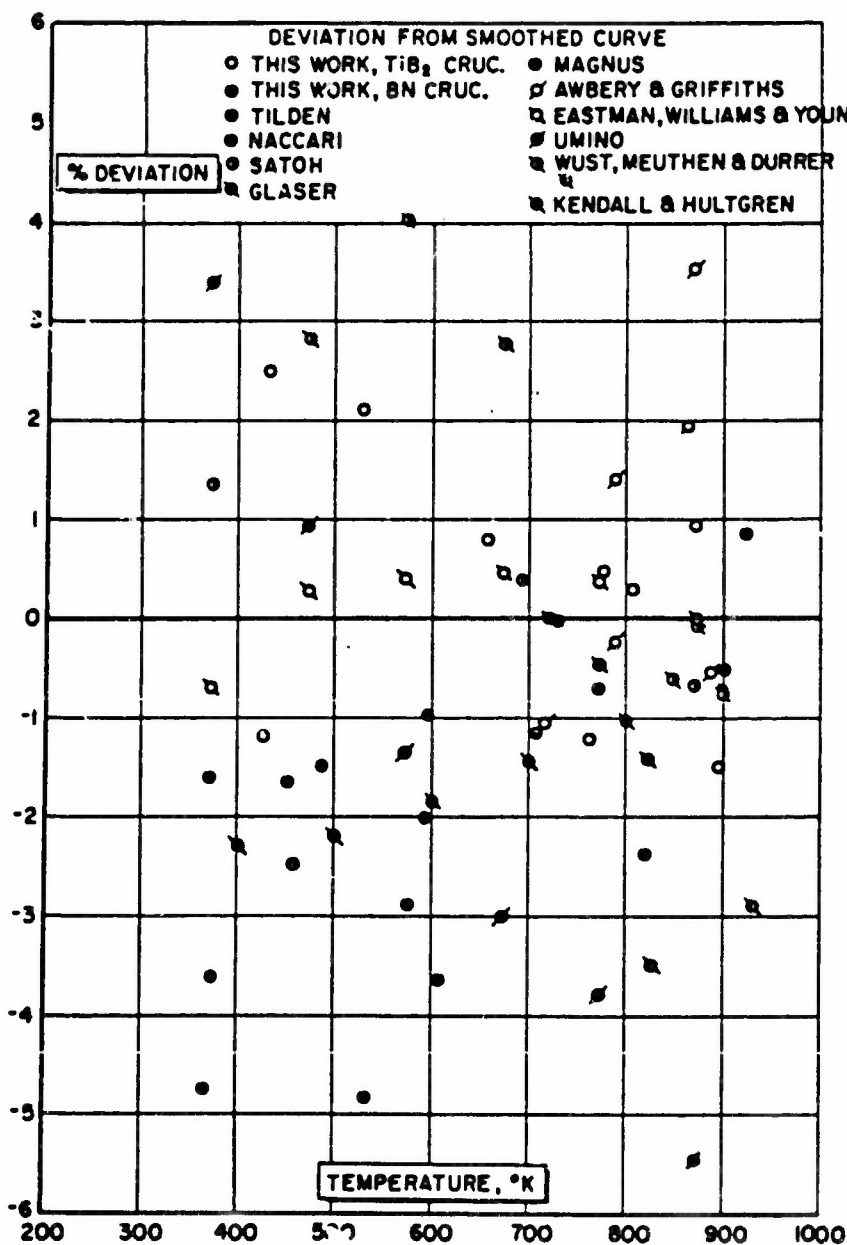 DEVIATION FROM SMOOTHED CURVE
THIS WORK, TiB₂ CRUC.
THIS WORK, BN CRUC.
TILDEN
NACCARI
SATOH
GLASER
MAGNUS
AWBERY & GRIFFITHS
EASTMAN, WILLIAMS & YOUN
UMINO
WUST, MEUTHEN & DURRER
KENDALL & HULTGREN
% DEVIATION
6
5
4
3
2
1
0
-1
-2
-3
-4
-5
-6
TEMPERATURE, °K
200 300 400 500 600 700 800 900 1000